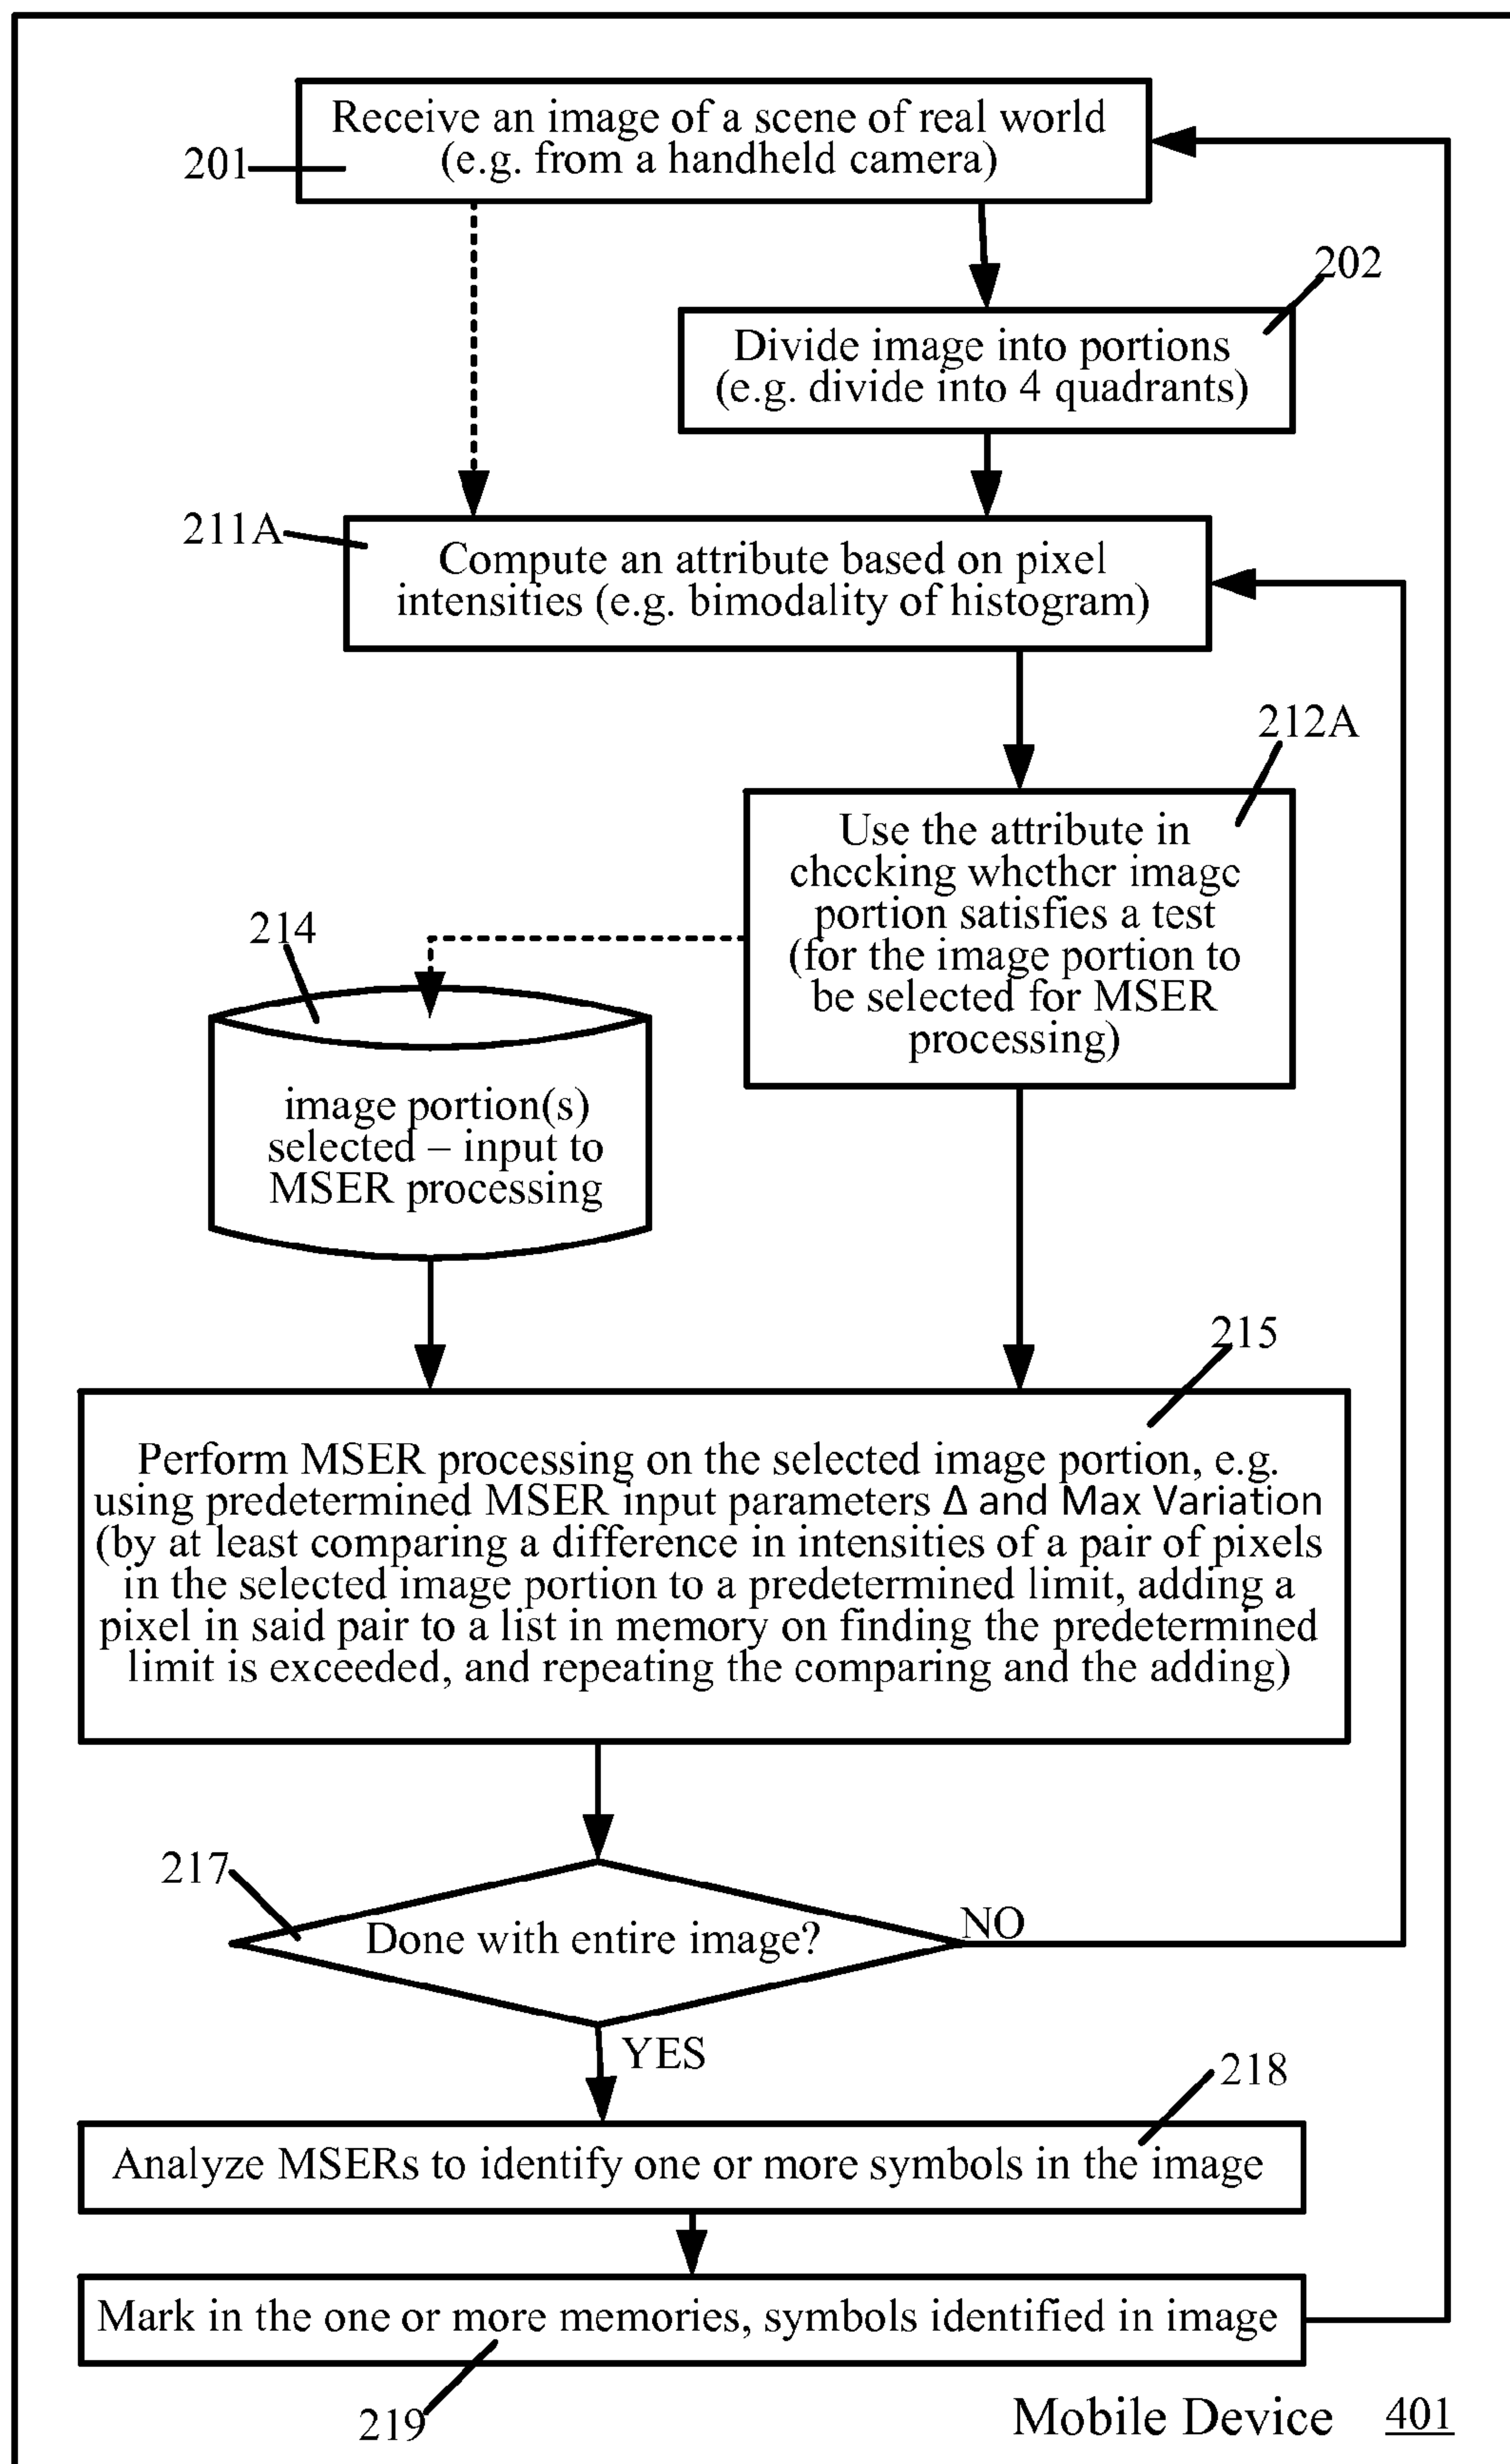 Receive an image of a scene of real world
(e.g. from a handheld camera)
201
202
Divide image into portions
(e.g. divide into 4 quadrants)
211A
Compute an attribute based on pixel
intensities (e.g. bimodality of histogram)
212A
Use the attribute in
checking whether image
portion satisfies a test
(for the image portion to
be selected for MSER
processing)
214
image portion(s)
selected – input to
MSER processing
215
Perform MSER processing on the selected image portion, e.g.
using predetermined MSER input parameters Δ and Max Variation
(by at least comparing a difference in intensities of a pair of pixels
in the selected image portion to a predetermined limit, adding a
pixel in said pair to a list in memory on finding the predetermined
limit is exceeded, and repeating the comparing and the adding)
217
Done with entire image?
NO
YES
218
Analyze MSERs to identify one or more symbols in the image
Mark in the one or more memories, symbols identified in image
219
Mobile Device 401